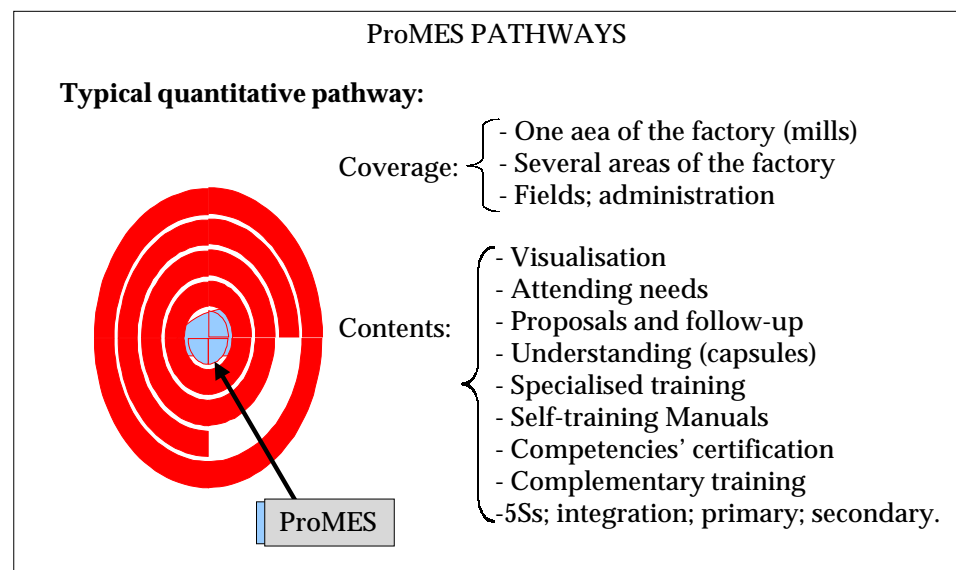 ProMES PATHWAYS
Typical quantitative pathway:
Coverage:
- One aea of the factory (mills)
- Several areas of the factory
- Fields; administration
Contents:
- Visualisation
- Attending needs
- Proposals and follow-up
- Understanding (capsules)
- Specialised training
- Self-training Manuals
- Competencies’ certification
- Complementary training
-5Ss; integration; primary; secondary.
ProMES